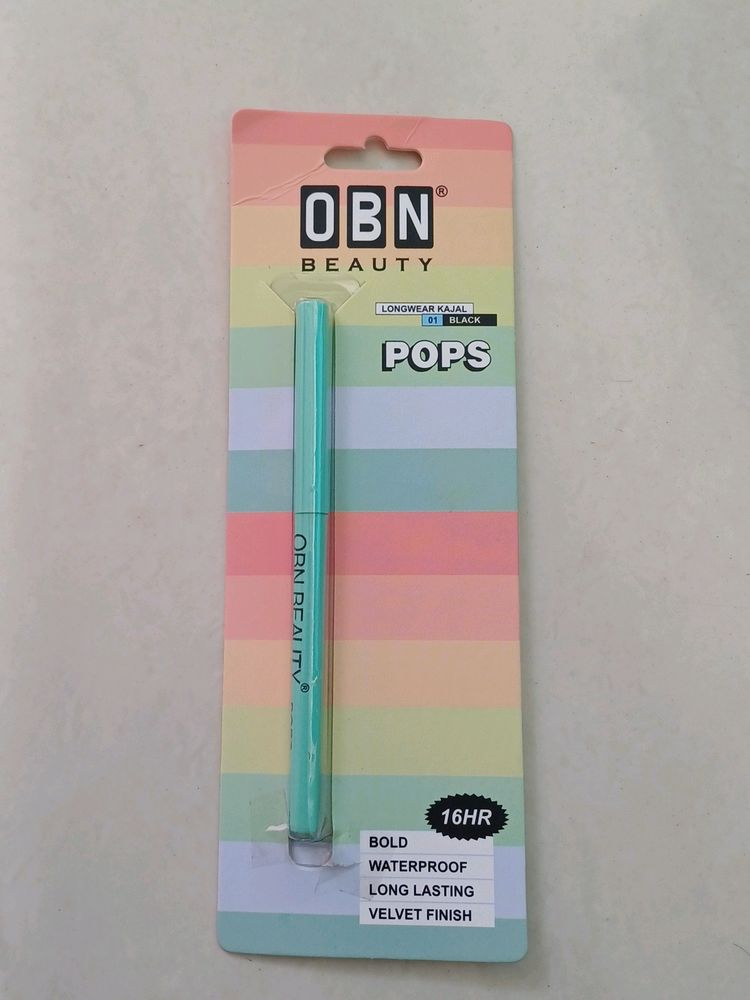 OBN®
BEAUTY
LONGWEAR KAJAL
01 BLACK
POPS
OBN BEAUTY®
16HR
BOLD
WATERPROOF
LONG LASTING
VELVET FINISH